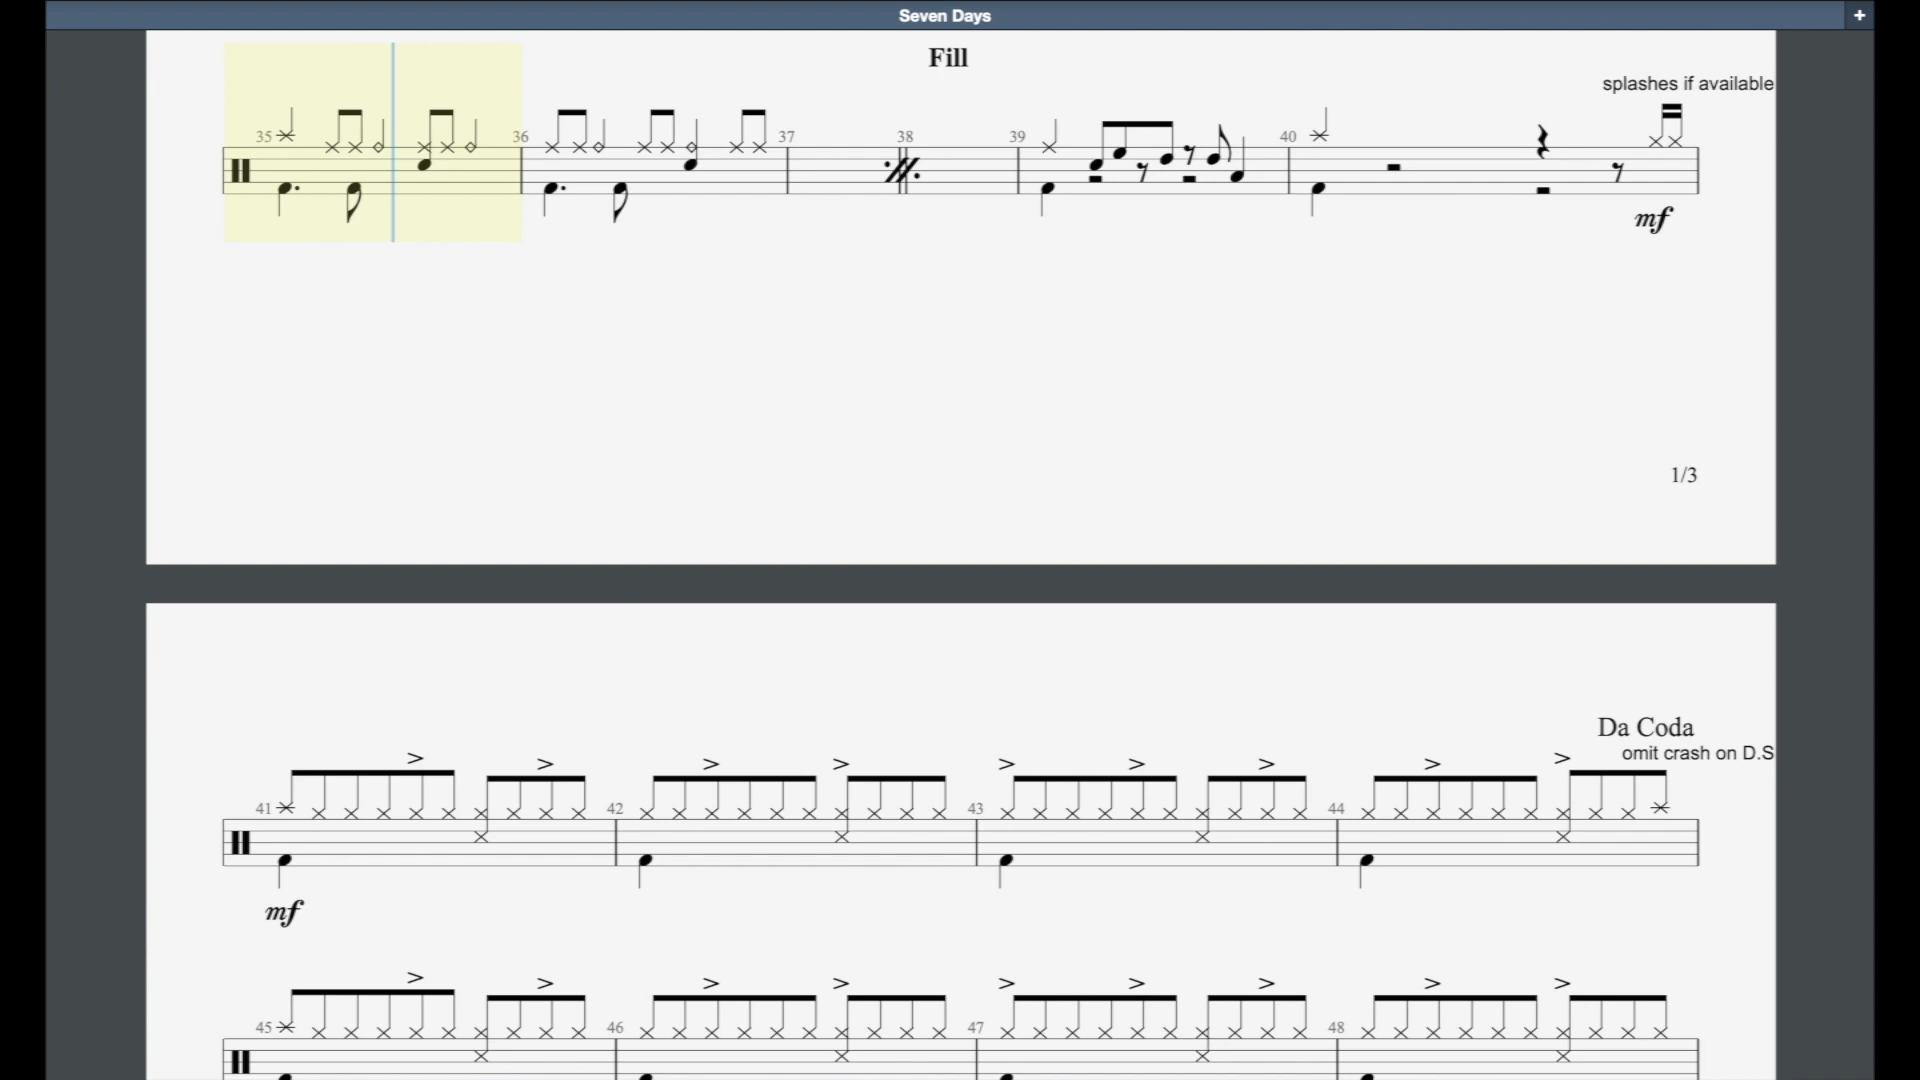 Seven Days
+
Fill
splashes if available
35 36 37 38 39 40
mf
1/3
Da Coda
omit crash on D.S
41 42 43 44
mf
45 46 47 48